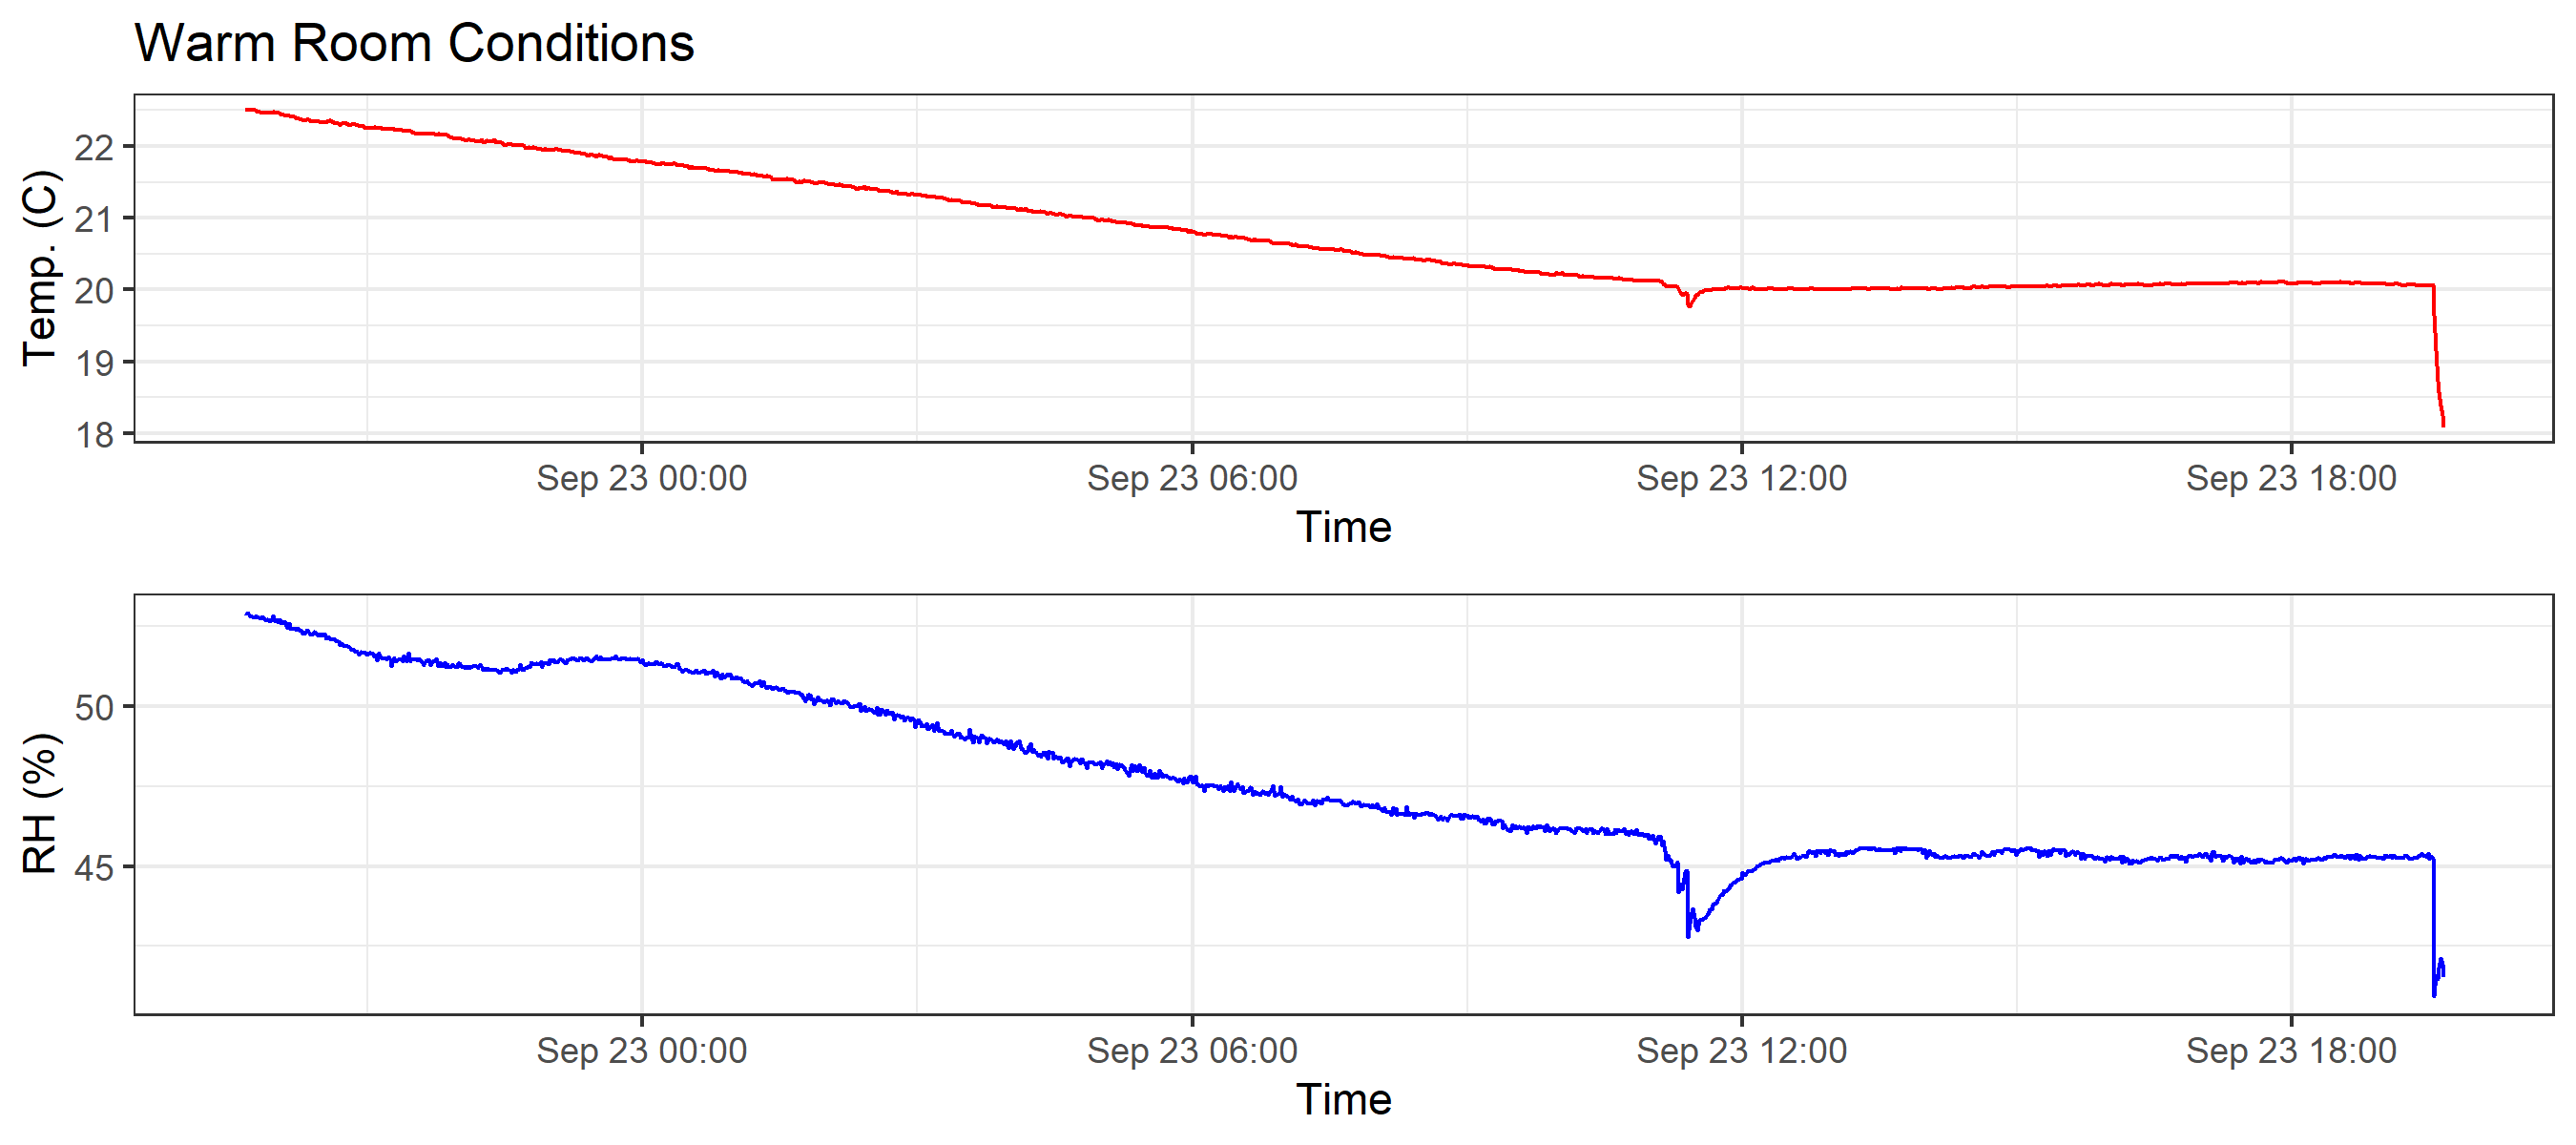 Warm Room Conditions
Temp. (C)
22
21
20
19
18
Sep 23 00:00 Sep 23 06:00 Sep 23 12:00 Sep 23 18:00
Time
RH (%)
50
45
Sep 23 00:00 Sep 23 06:00 Sep 23 12:00 Sep 23 18:00
Time